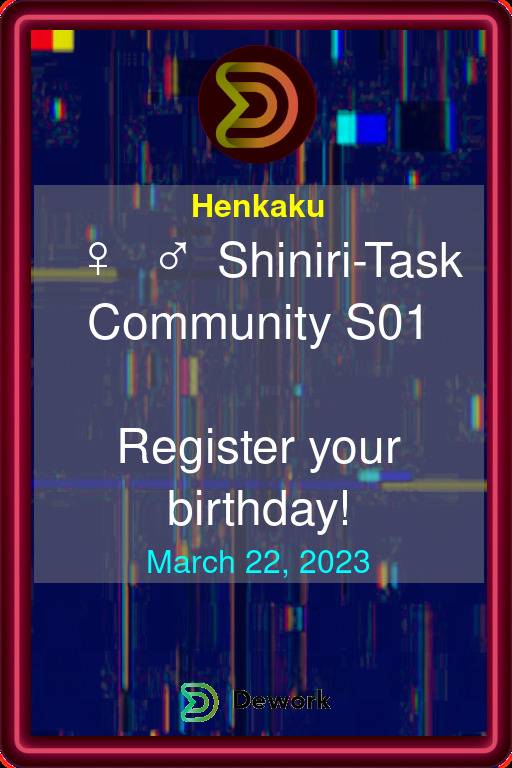 Henkaku
♀ ♂ Shiniri-Task
Community S01
Register your
birthday!
March 22, 2023
Dework